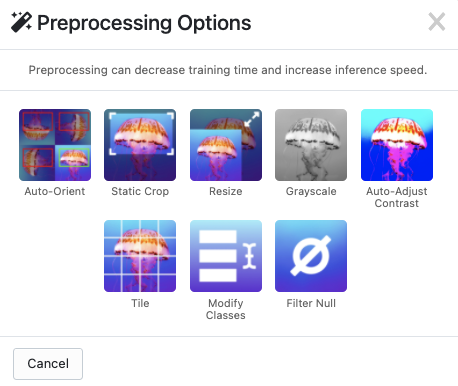 Preprocessing Options
Preprocessing can decrease training time and increase inference speed.
Auto-Orient
Static Crop
Resize
Grayscale
Auto-Adjust
Contrast
Tile
Modify
Classes
Filter Null
Cancel